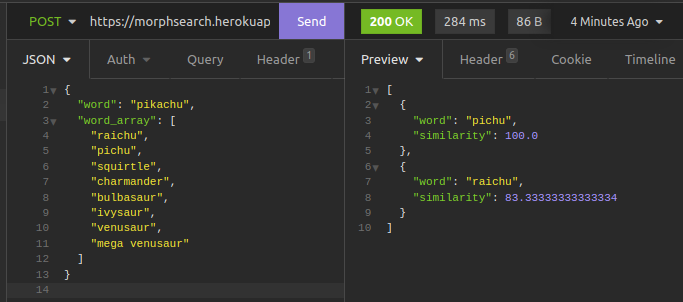 POST https://morphsearch.herokuap Send 200 OK 284 ms 86 B 4 Minutes Ago
JSON Auth Query Header 1 Preview Header 6 Cookie Timeline
1 {
2 "word": "pikachu",
3 "word_array": [
4 "raichu",
5 "pichu",
6 "squirtle",
7 "charmander",
8 "bulbasaur",
9 "ivysaur",
10 "venusaur",
11 "mega venusaur"
12 ]
13 }
14
1 [
2 {
3 "word": "pichu",
4 "similarity": 100.0
5 },
6 {
7 "word": "raichu",
8 "similarity": 83.33333333333334
9 }
10 ]